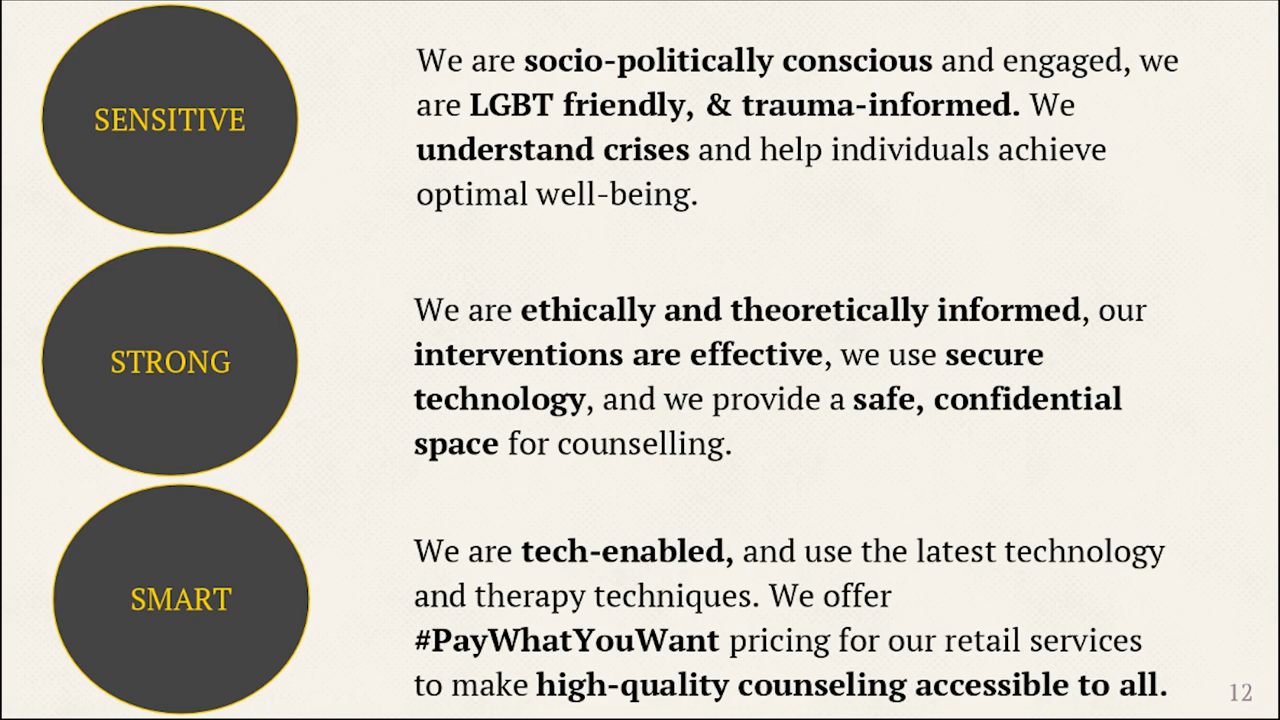 SENSITIVE
We are socio-politically conscious and engaged, we
are LGBT friendly, & trauma-informed. We
understand crises and help individuals achieve
optimal well-being.
STRONG
We are ethically and theoretically informed, our
interventions are effective, we use secure
technology, and we provide a safe, confidential
space for counselling.
SMART
We are tech-enabled, and use the latest technology
and therapy techniques. We offer
#PayWhatYouWant pricing for our retail services
to make high-quality counseling accessible to all.
12